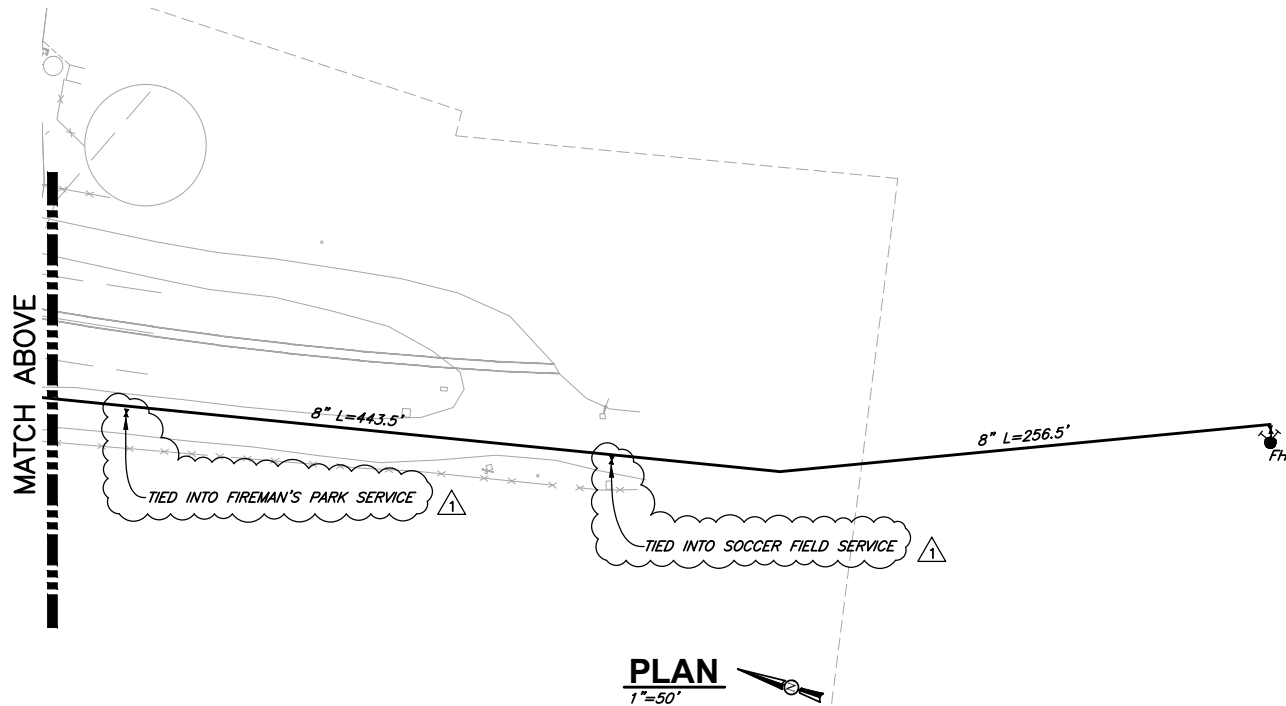 MATCH ABOVE
8" L=443.5'
8" L=256.5'
FH
TIED INTO FIREMAN'S PARK SERVICE
1
TIED INTO SOCCER FIELD SERVICE
1
PLAN
1"=50'
N